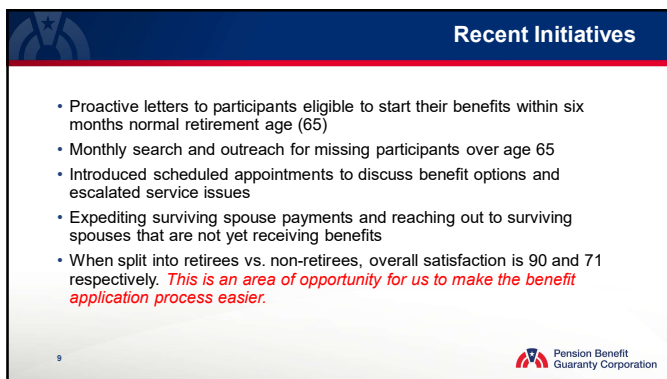 Recent Initiatives
• Proactive letters to participants eligible to start their benefits within six
months normal retirement age (65)
• Monthly search and outreach for missing participants over age 65
• Introduced scheduled appointments to discuss benefit options and
escalated service issues
• Expediting surviving spouse payments and reaching out to surviving
spouses that are not yet receiving benefits
• When split into retirees vs. non-retirees, overall satisfaction is 90 and 71
respectively. This is an area of opportunity for us to make the benefit
application process easier.
9
Pension Benefit
Guaranty Corporation